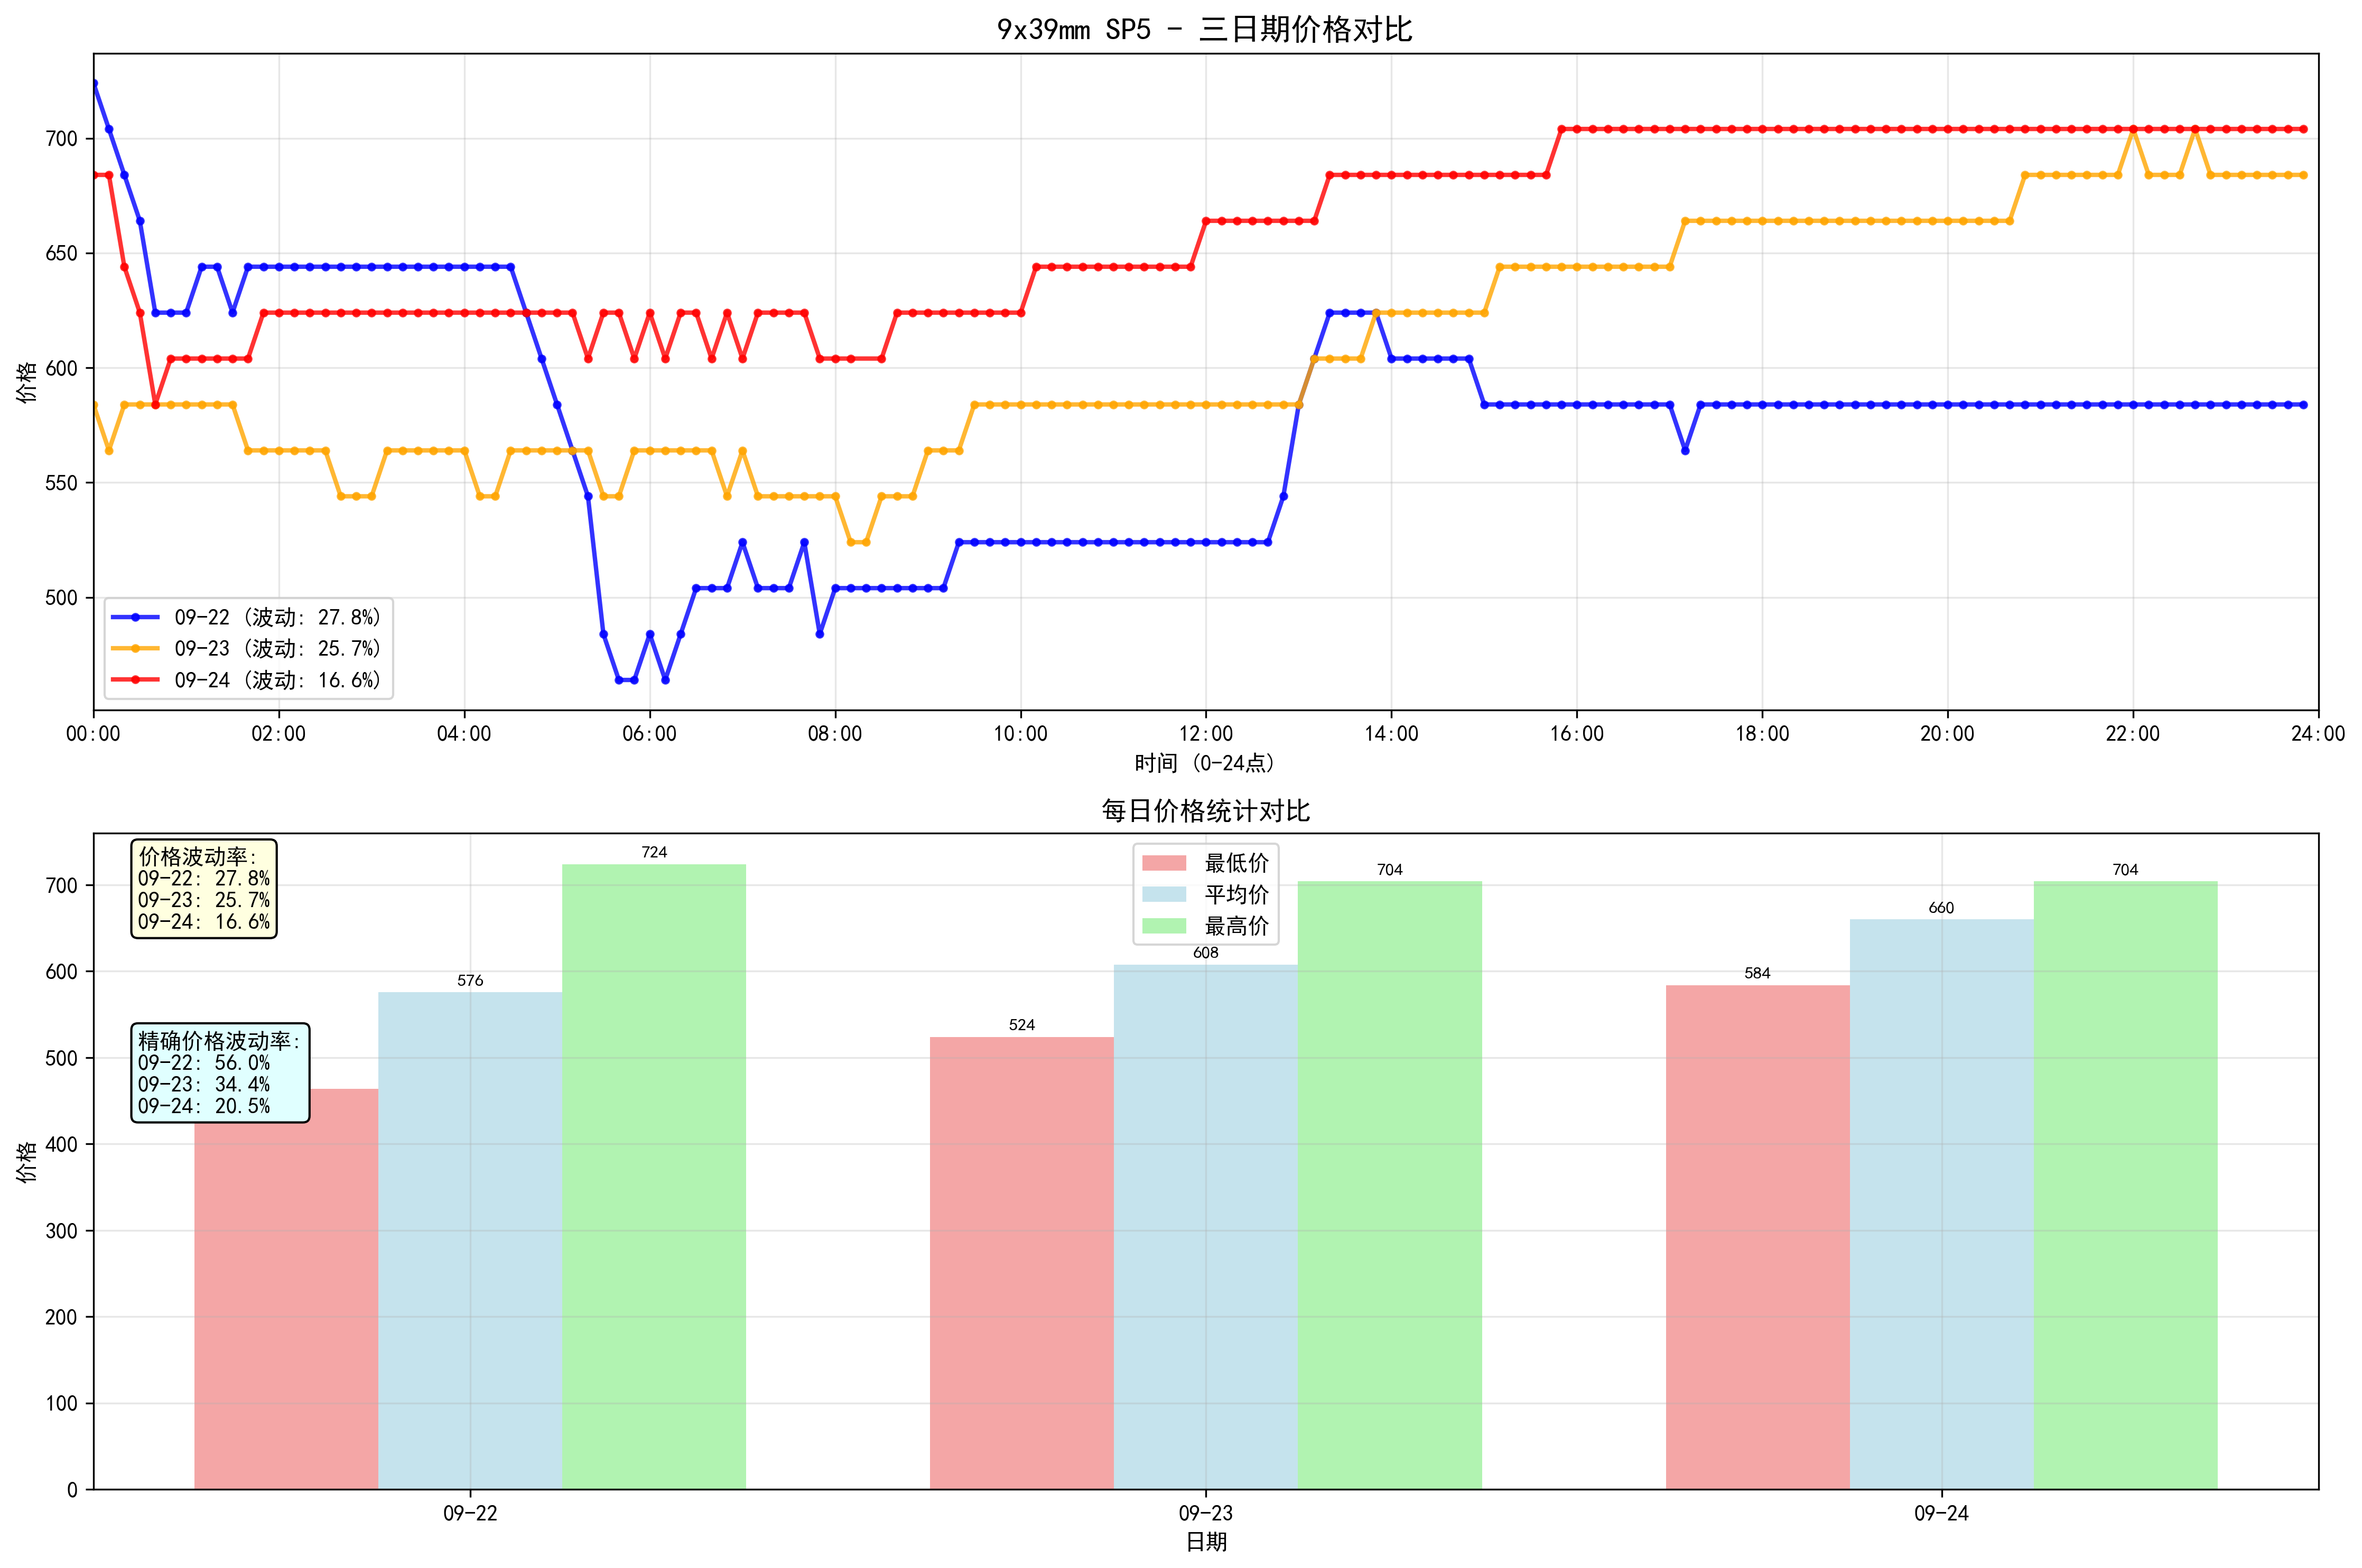 9x39mm SP5 - 三日期价格对比
700
650
600
550
500
价格
09-22 (波动: 27.8%)
09-23 (波动: 25.7%)
09-24 (波动: 16.6%)
00:00 02:00 04:00 06:00 08:00 10:00 12:00 14:00 16:00 18:00 20:00 22:00 24:00
时间 (0-24点)
每日价格统计对比
价格波动率:
09-22: 27.8%
09-23: 25.7%
09-24: 16.6%
精确价格波动率:
09-22: 56.0%
09-23: 34.4%
09-24: 20.5%
最低价
平均价
最高价
576
724
524
608
704
584
660
704
700
600
500
400
300
200
100
0
价格
09-22 09-23 09-24
日期